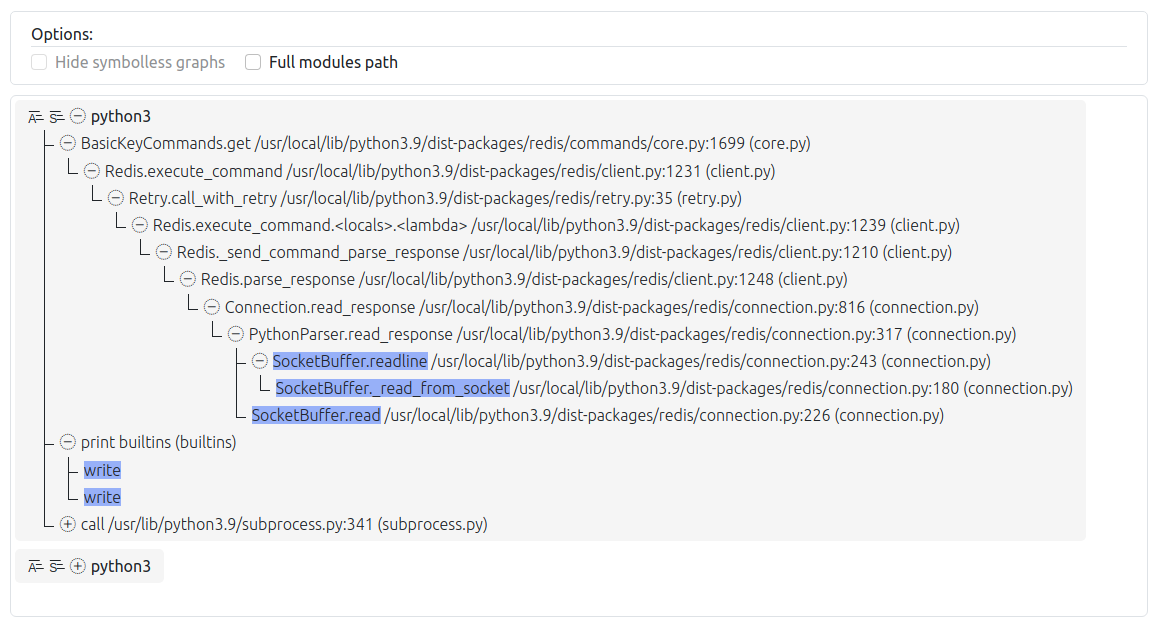 Options:
Hide symbolless graphs Full modules path
A S python3
BasicKeyCommands.get /usr/local/lib/python3.9/dist-packages/redis/commands/core.py:1699 (core.py)
Redis.execute_command /usr/local/lib/python3.9/dist-packages/redis/client.py:1231 (client.py)
Retry.call_with_retry /usr/local/lib/python3.9/dist-packages/redis/retry.py:35 (retry.py)
Redis.execute_command.<locals>.<lambda> /usr/local/lib/python3.9/dist-packages/redis/client.py:1239 (client.py)
Redis._send_command_parse_response /usr/local/lib/python3.9/dist-packages/redis/client.py:1210 (client.py)
Redis.parse_response /usr/local/lib/python3.9/dist-packages/redis/client.py:1248 (client.py)
Connection.read_response /usr/local/lib/python3.9/dist-packages/redis/connection.py:816 (connection.py)
PythonParser.read_response /usr/local/lib/python3.9/dist-packages/redis/connection.py:317 (connection.py)
SocketBuffer.readline /usr/local/lib/python3.9/dist-packages/redis/connection.py:243 (connection.py)
SocketBuffer._read_from_socket /usr/local/lib/python3.9/dist-packages/redis/connection.py:180 (connection.py)
SocketBuffer.read /usr/local/lib/python3.9/dist-packages/redis/connection.py:226 (connection.py)
print builtins (builtins)
write
write
call /usr/lib/python3.9/subprocess.py:341 (subprocess.py)
A S python3